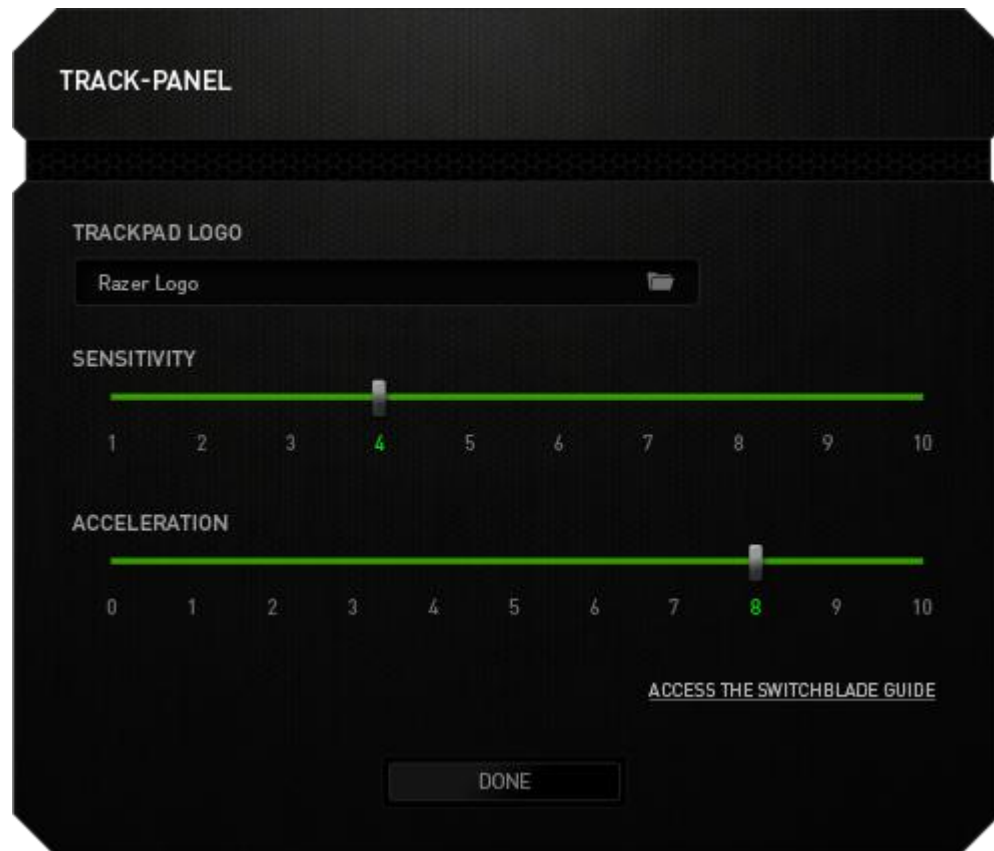 TRACK-PANEL
TRACKPAD LOGO
Razer Logo
SENSITIVITY
1 2 3 4 5 6 7 8 9 10
ACCELERATION
0 1 2 3 4 5 6 7 8 9 10
ACCESS THE SWITCHBLADE GUIDE
DONE